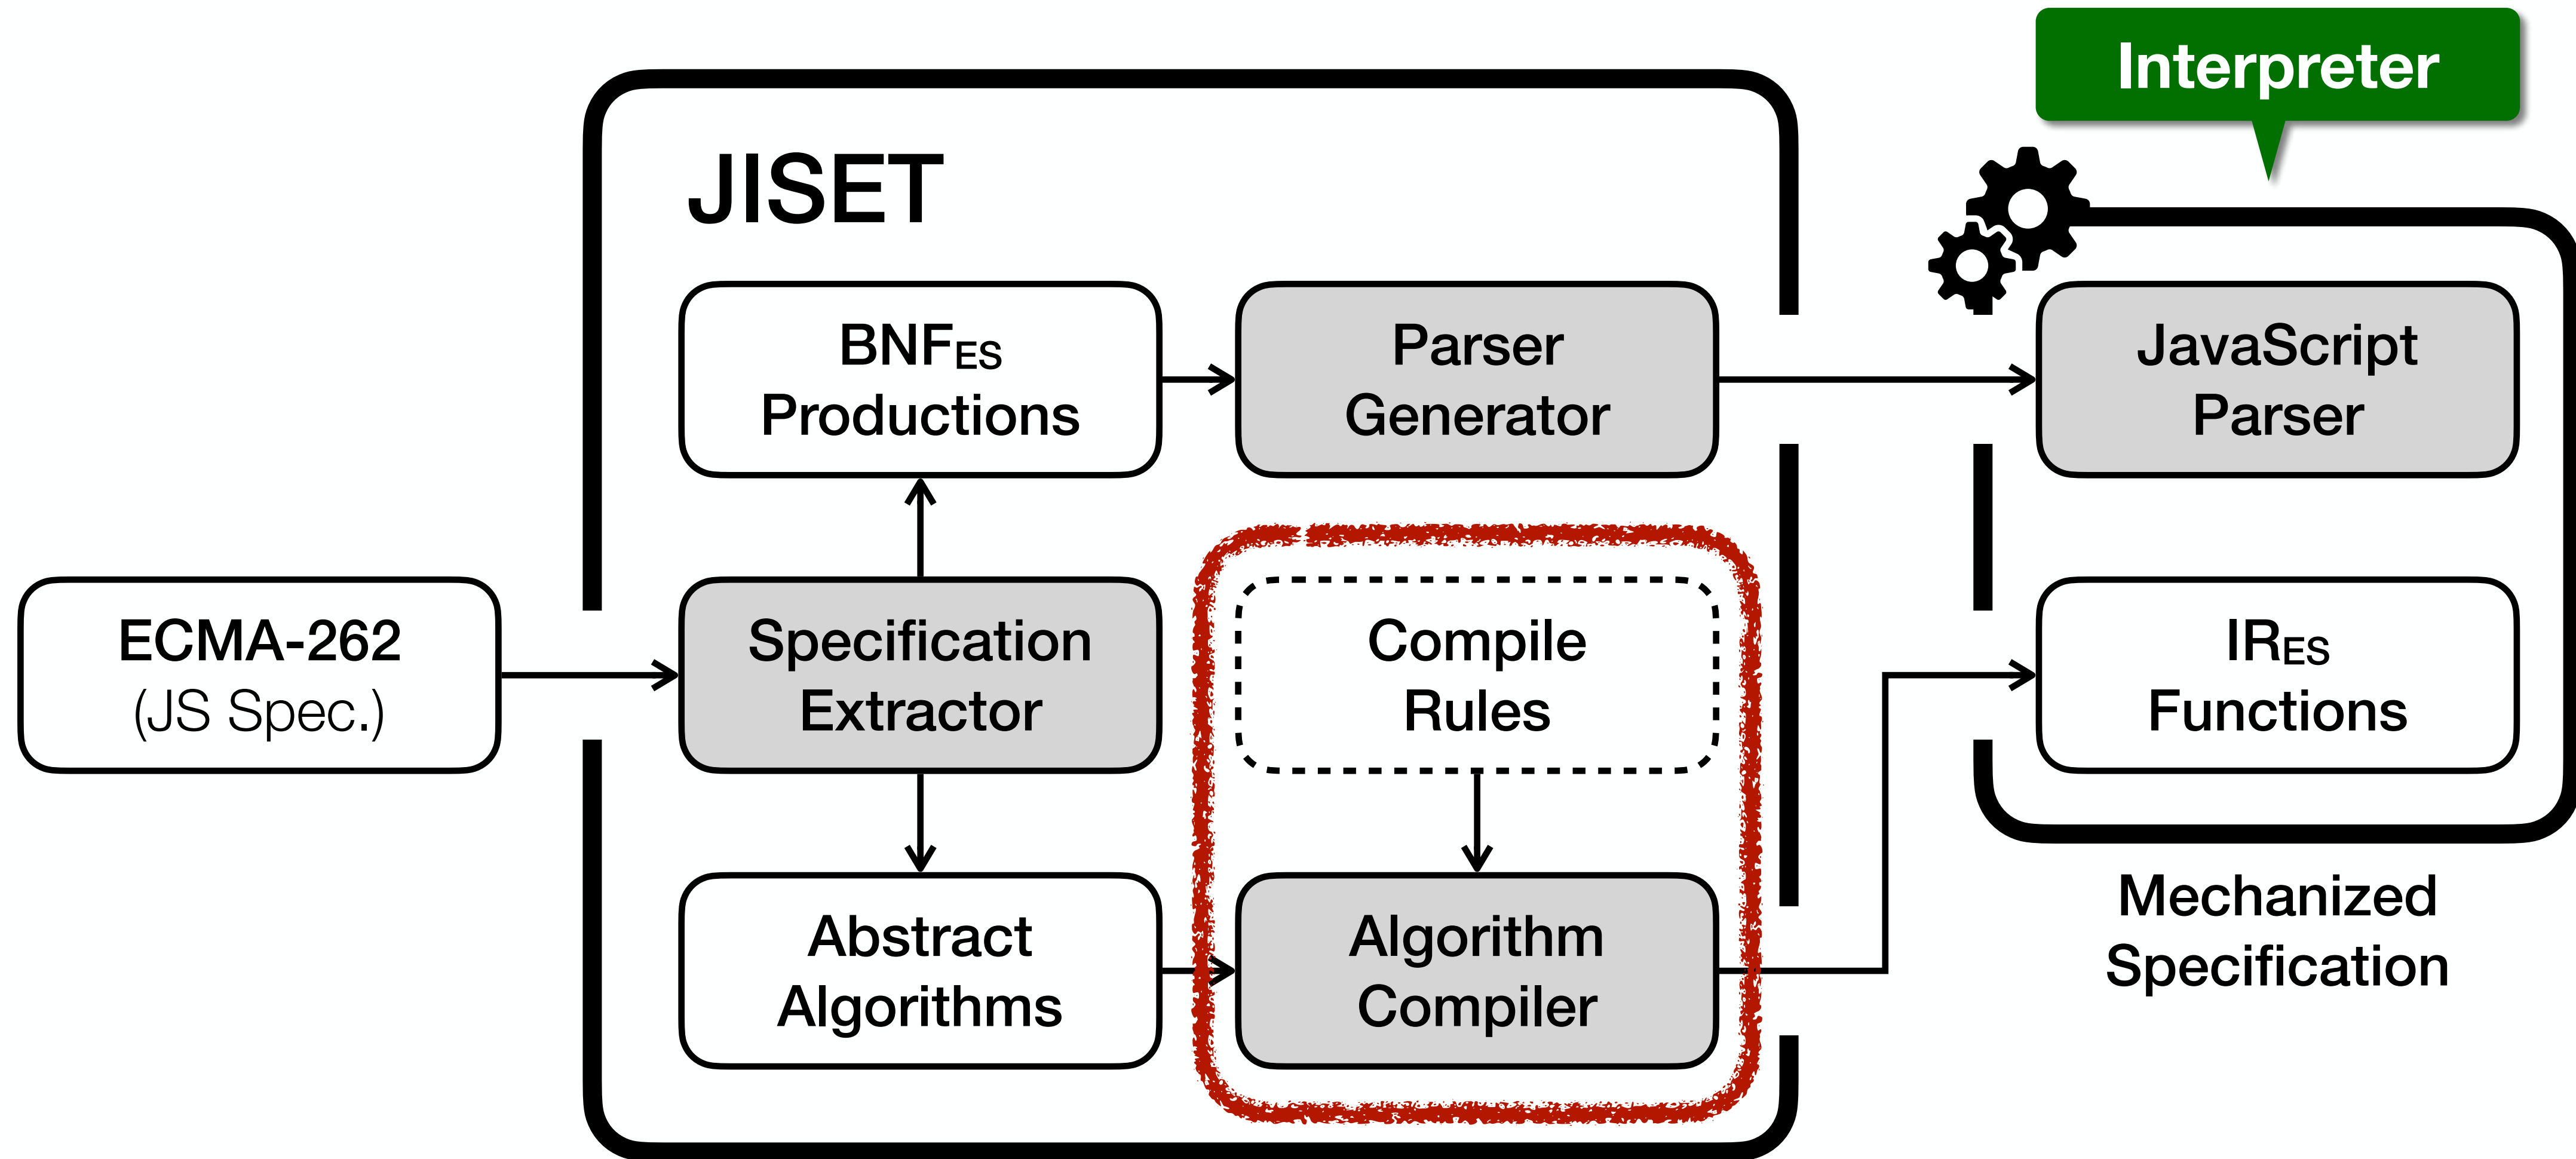 Interpreter
JISET
BNFES
Productions
Parser
Generator
JavaScript
Parser
ECMA-262
(JS Spec.)
Specification
Extractor
Compile
Rules
IRES
Functions
Abstract
Algorithms
Algorithm
Compiler
Mechanized
Specification